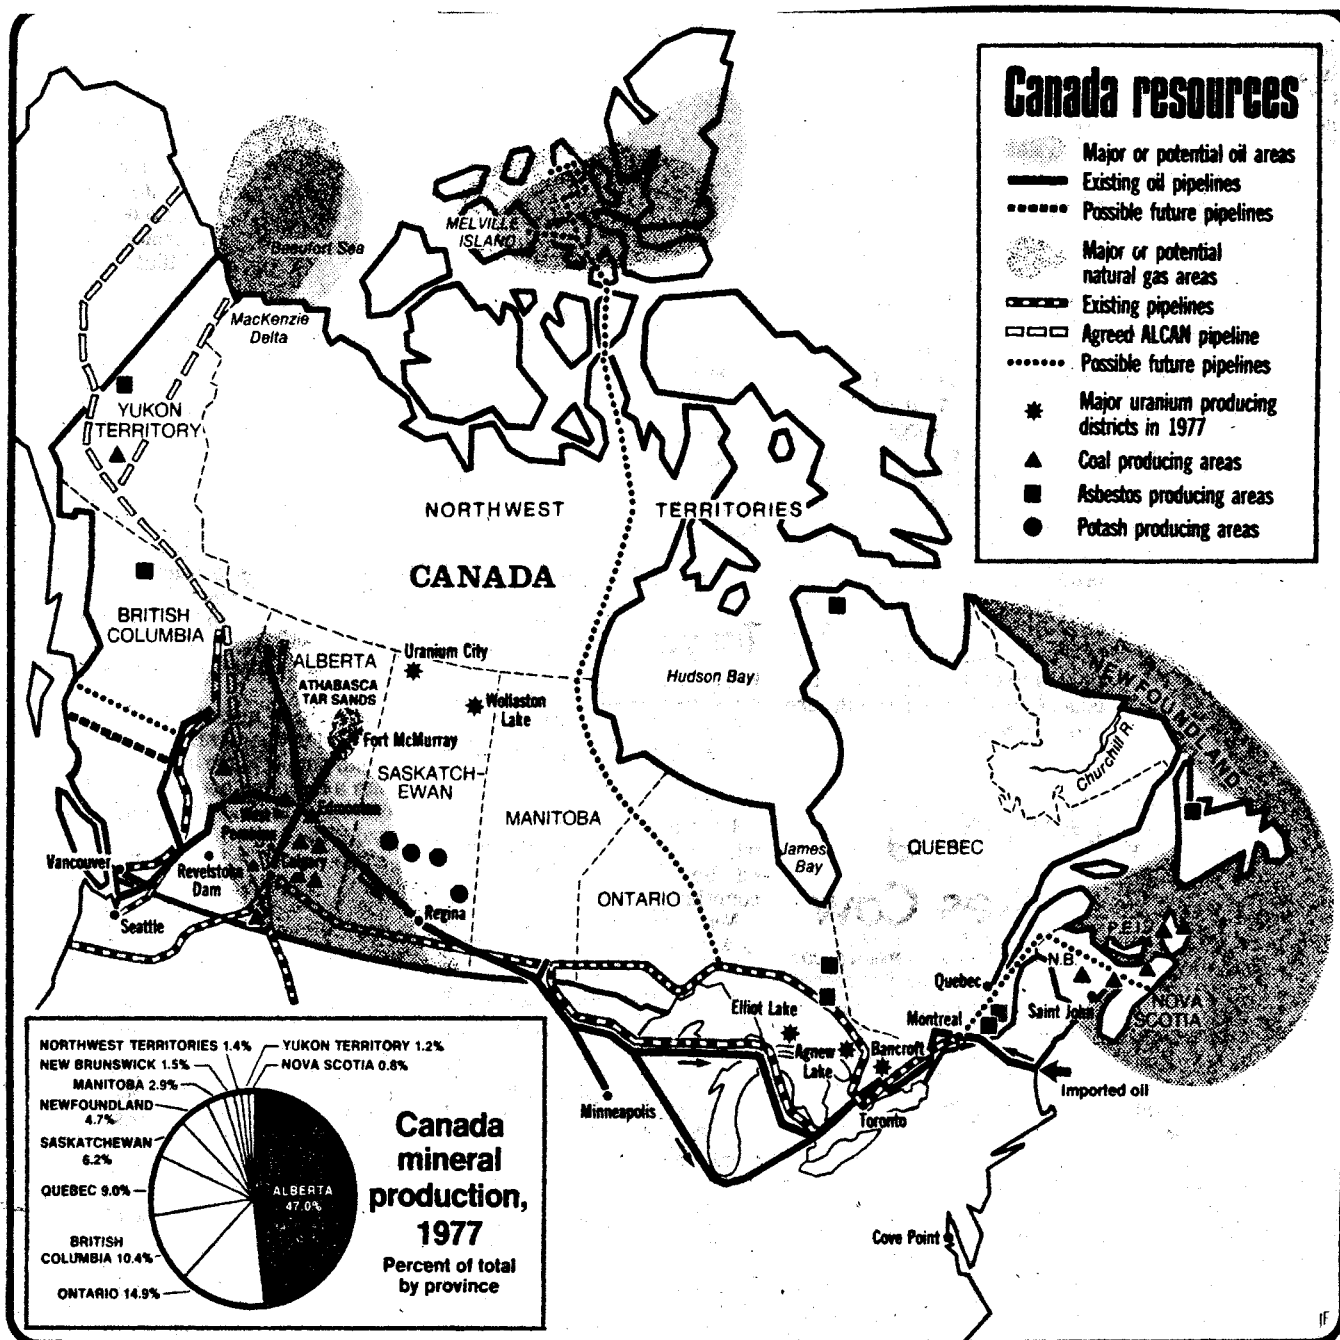 Canada resources
Major or potential oil areas
Existing oil pipelines
Possible future pipelines
Major or potential
natural gas areas
Existing pipelines
Agreed ALCAN pipeline
Possible future pipelines
Major uranium producing
districts in 1977
Coal producing areas
Asbestos producing areas
Potash producing areas
Beaufort Sea
MELVILLE
ISLAND
MacKenzie
Delta
YUKON
TERRITORY
NORTHWEST TERRITORIES
CANADA
BRITISH
COLUMBIA
ALBERTA
ATHABASCA
TAR SANDS
Fort McMurray
Uranium City
Wollaston
Lake
SASKATCH-
EWAN
MANITOBA
ONTARIO
Hudson Bay
James
Bay
QUEBEC
NEWFOUNDLAND
Churchill R.
Vancouver
Seattle
Revelstoke
Dam
Calgary
Regina
P.E.I.
N.B.
NOVA
SCOTIA
Saint John
Quebec
Montreal
Elliot Lake
Agnew
Lake
Bancroft
Toronto
Minneapolis
Imported oil
Cove Point
NORTHWEST TERRITORIES 1.4%
YUKON TERRITORY 1.2%
NEW BRUNSWICK 1.5%
NOVA SCOTIA 0.8%
MANITOBA 2.9%
NEWFOUNDLAND
4.7%
SASKATCHEWAN
6.2%
QUEBEC 9.0%
BRITISH
COLUMBIA 10.4%
ONTARIO 14.9%
ALBERTA
47.0%
Canada
mineral
production,
1977
Percent of total
by province